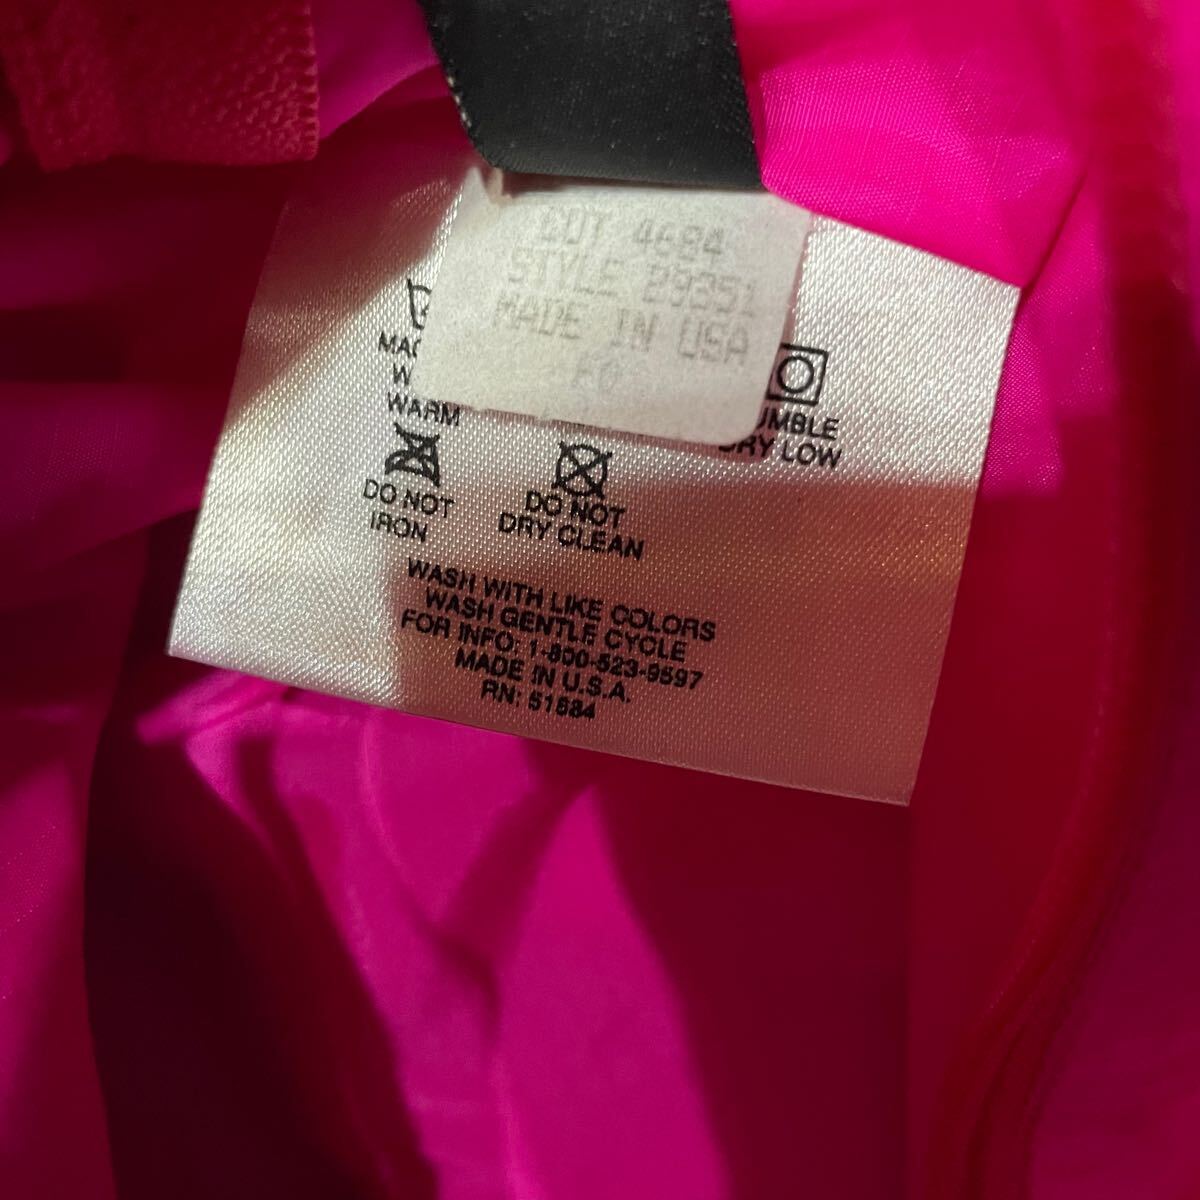 CUT 4684
STYLE 29351
MADE IN USA
WARM
TUMBLE
DRY LOW
DO NOT
IRON
DO NOT
DRY CLEAN
WASH WITH LIKE COLORS
WASH GENTLE CYCLE
FOR INFO: 1-800-523-9597
MADE IN U.S.A.
RN: 51684